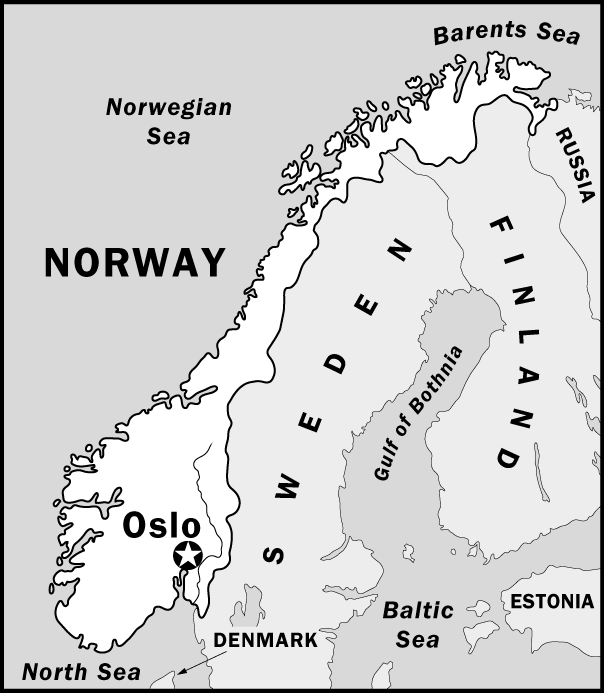 Barents Sea
Norwegian
Sea
RUSSIA
NORWAY
FINLAND
SWEDEN
Gulf of Bothnia
Oslo
ESTONIA
Baltic
Sea
DENMARK
North Sea